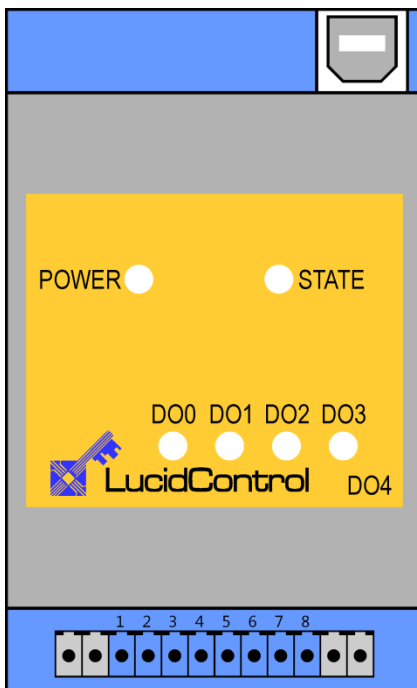 POWER STATE
DO0 DO1 DO2 DO3
LucidControl DO4
1 2 3 4 5 6 7 8